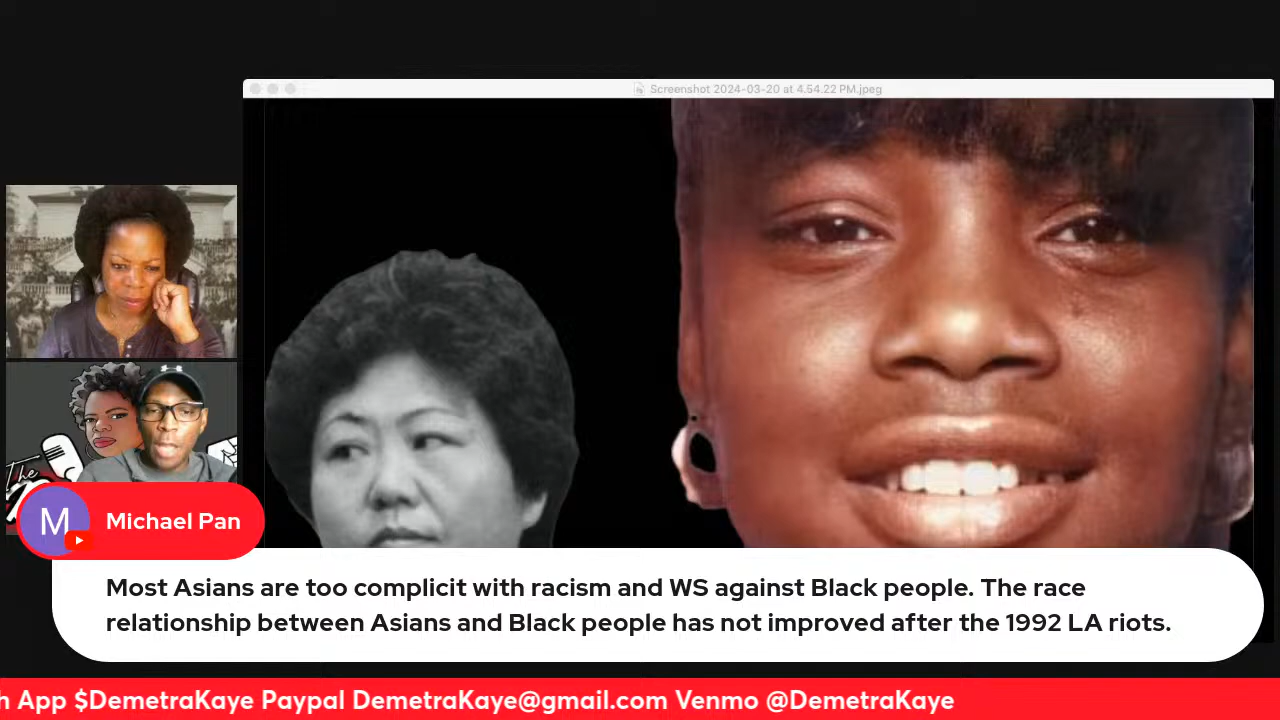 Screenshot 2024-03-20 at 4.54.22 PM.jpeg
The
M
Michael Pan
Most Asians are too complicit with racism and WS against Black people. The race
relationship between Asians and Black people has not improved after the 1992 LA riots.
h App $DemetraKaye Paypal DemetraKaye@gmail.com Venmo @DemetraKaye